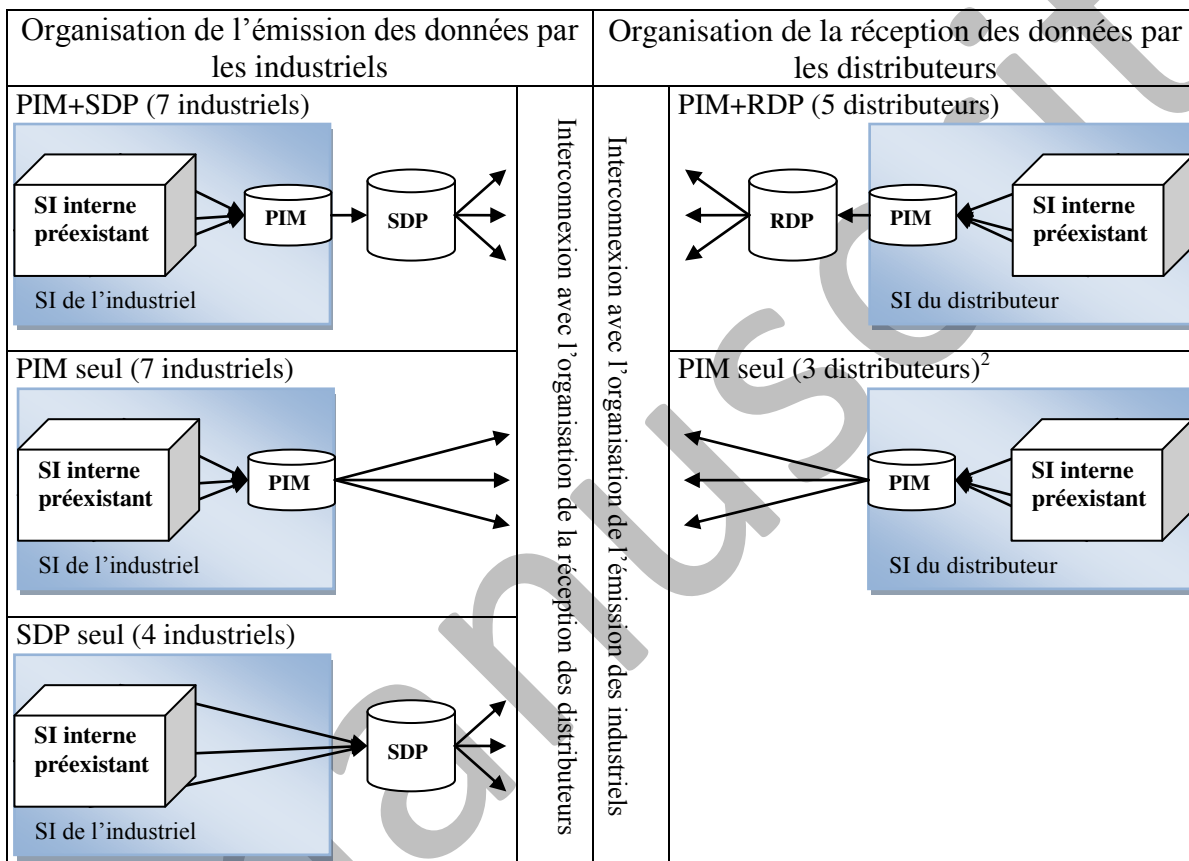 Organisation de l’émission des données par
les industriels
Organisation de la réception des données par
les distributeurs
PIM+SDP (7 industriels)
SI interne
préexistant
PIM
SDP
SI de l’industriel
PIM seul (7 industriels)
SI interne
préexistant
PIM
SI de l’industriel
SDP seul (4 industriels)
SI interne
préexistant
SDP
SI de l’industriel
Interconnexion avec l’organisation de la réception des distributeurs
Interconnexion avec l’organisation de l’émission des industriels
PIM+RDP (5 distributeurs)
RDP
PIM
SI interne
préexistant
SI du distributeur
PIM seul (3 distributeurs)2
PIM
SI interne
préexistant
SI du distributeur
anuscrit